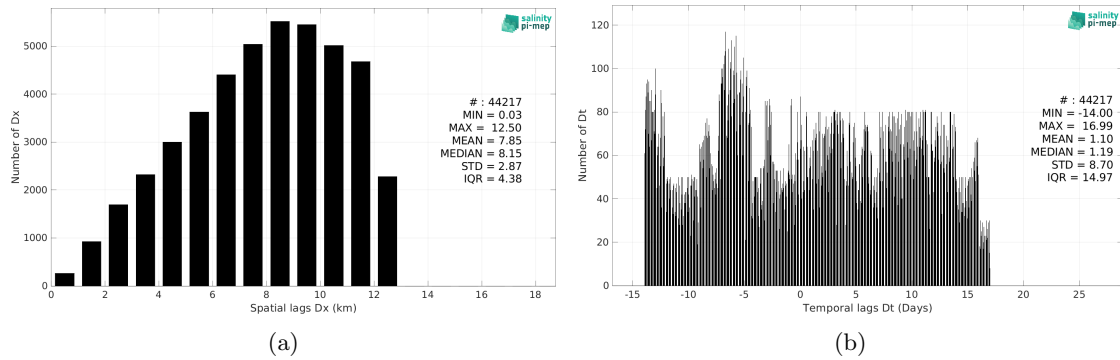 salinity
pi-mep
Number of Dx
5000
4000
3000
2000
1000
0
# : 44217
MIN = 0.03
MAX = 12.50
MEAN = 7.85
MEDIAN = 8.15
STD = 2.87
IQR = 4.38
0 2 4 6 8 10 12 14 16 18
Spatial lags Dx (km)
(a)
salinity
pi-mep
Number of Dt
120
100
80
60
40
20
0
# : 44217
MIN = -14.00
MAX = 16.99
MEAN = 1.10
MEDIAN = 1.19
STD = 8.70
IQR = 14.97
-15 -10 -5 0 5 10 15 20 25
Temporal lags Dt (Days)
(b)